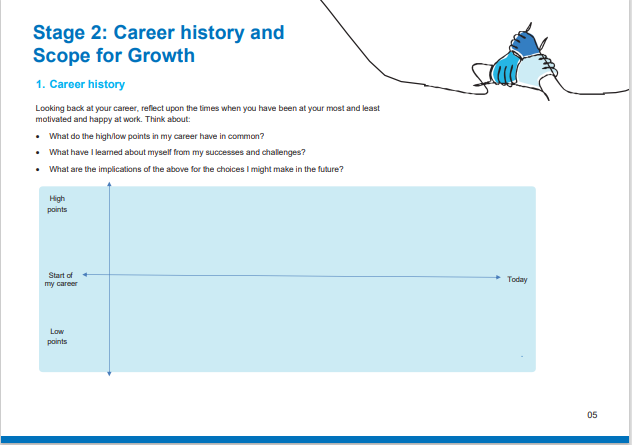 Stage 2: Career history and
Scope for Growth
1. Career history
Looking back at your career, reflect upon the times when you have been at your most and least
motivated and happy at work. Think about:
• What do the high/low points in my career have in common?
• What have I learned about myself from my successes and challenges?
• What are the implications of the above for the choices I might make in the future?
High
points
Start of
my career
Today
Low
points
05